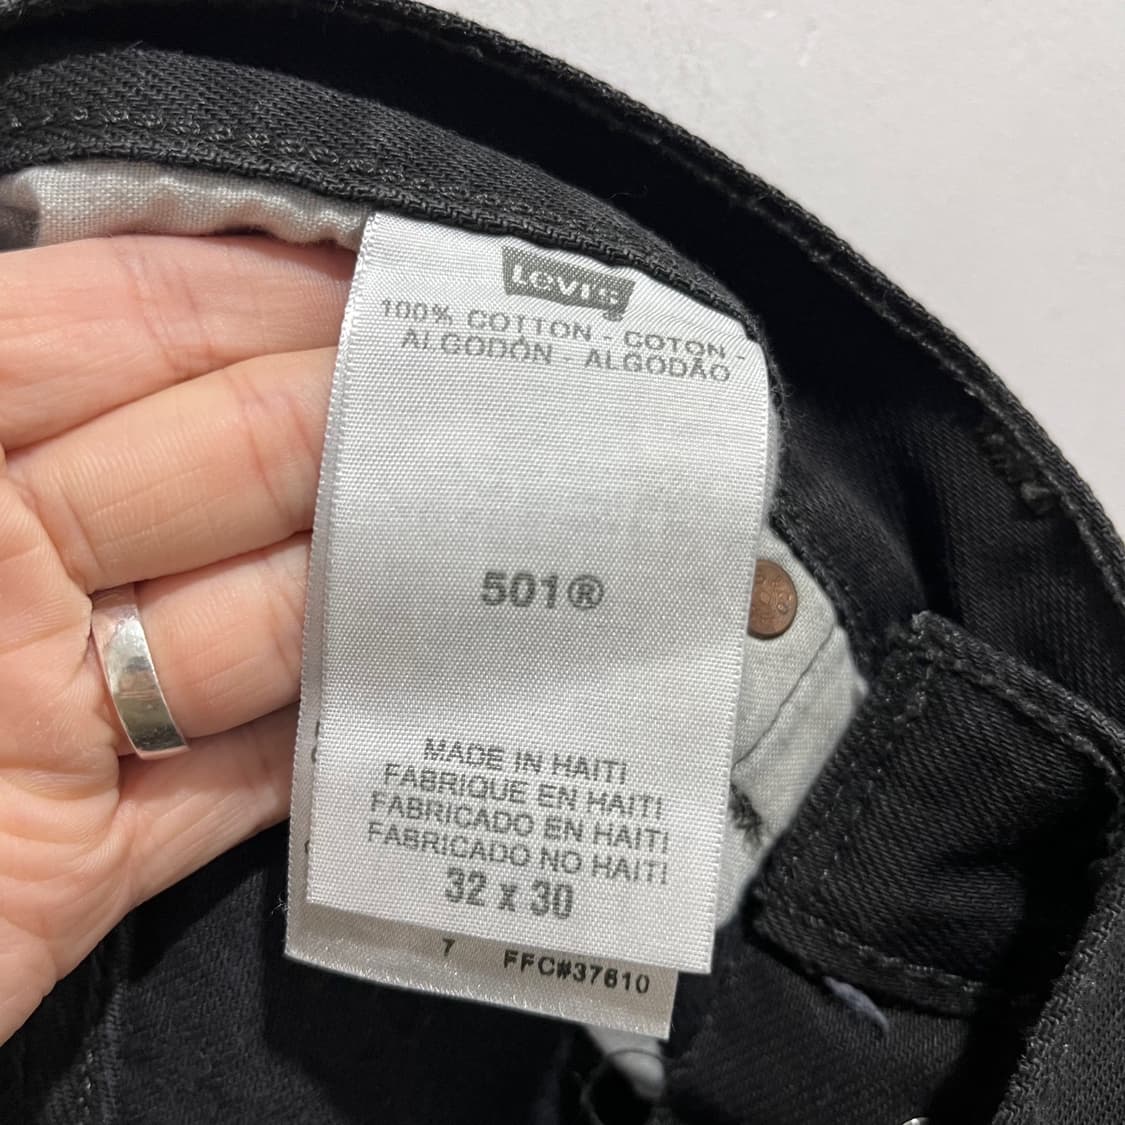 Levi's
100% COTTON - COTON -
ALGODÓN - ALGODÃO
501®
MADE IN HAITI
FABRIQUE EN HAITI
FABRICADO EN HAITI
FABRICADO NO HAITI
32 x 30
7 FFC#37610